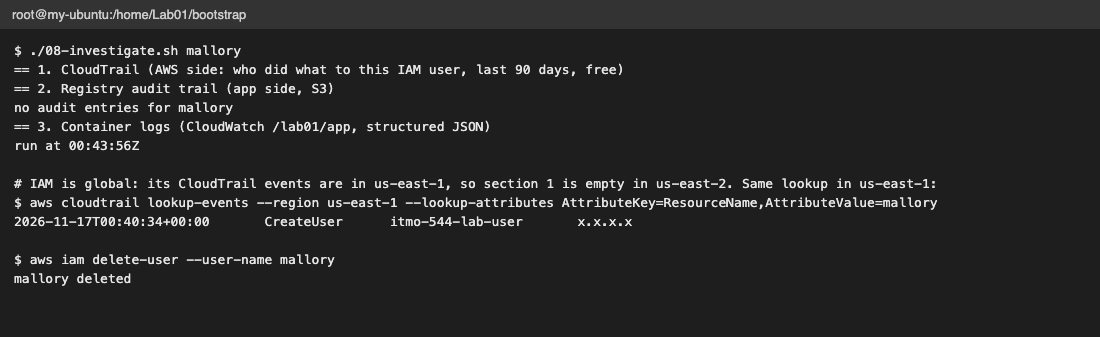 root@my-ubuntu:/home/Lab01/bootstrap
$ ./08-investigate.sh mallory
== 1. CloudTrail (AWS side: who did what to this IAM user, last 90 days, free)
== 2. Registry audit trail (app side, S3)
no audit entries for mallory
== 3. Container logs (CloudWatch /lab01/app, structured JSON)
run at 00:43:56Z
# IAM is global: its CloudTrail events are in us-east-1, so section 1 is empty in us-east-2. Same lookup in us-east-1:
$ aws cloudtrail lookup-events --region us-east-1 --lookup-attributes AttributeKey=ResourceName,AttributeValue=mallory
2026-11-17T00:40:34+00:00       CreateUser      itmo-544-lab-user       x.x.x.x
$ aws iam delete-user --user-name mallory
mallory deleted